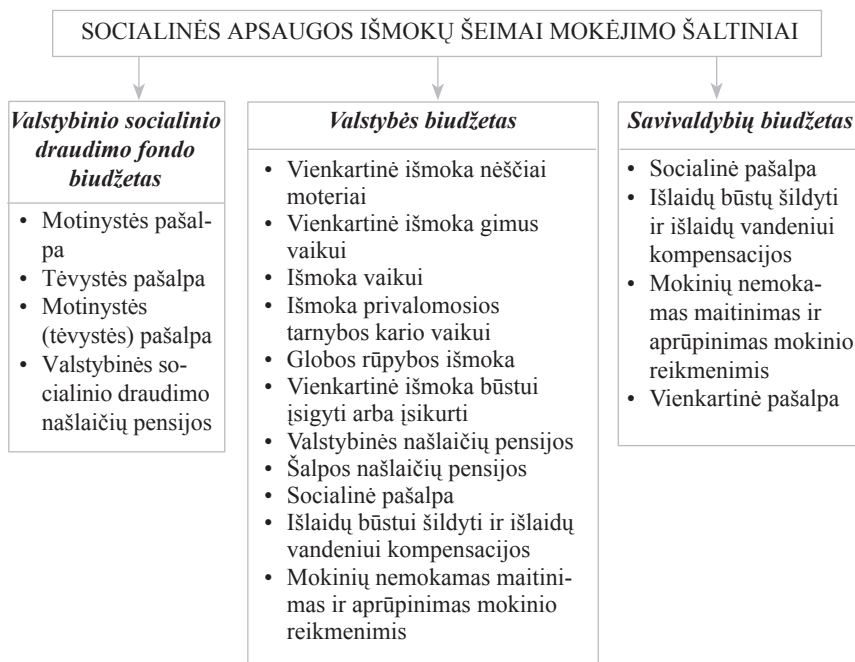 SOCIALINĖS APSAUGOS IŠMOKŲ ŠEIMAI MOKĖJIMO ŠALTINIAI
Valstybinio socialinio
draudimo fondo
biudžetas
• Motinystės pašal-
pa
• Tėvystės pašalpa
• Motinystės
(tėvystės) pašalpa
• Valstybinės so-
cialinio draudimo
našlaičių pensijos
Valstybės biudžetas
• Vienkartinė išmoka nėščiai
moteriai
• Vienkartinė išmoka gimus
vaikui
• Išmoka vaikui
• Išmoka privalomosios
tarnybos kario vaikui
• Globos rūpybos išmoka
• Vienkartinė išmoka būstui
įsigyti arba įsikurti
• Valstybinės našlaičių pensijos
• Šalpos našlaičių pensijos
• Socialinė pašalpa
• Išlaidų būstui šildyti ir išlaidų
vandeniui kompensacijos
• Mokinių nemokamas maitini-
mas ir aprūpinimas mokinio
reikmenimis
Savivaldybių biudžetas
• Socialinė pašalpa
• Išlaidų būstų šildyti
ir išlaidų vandeniui
kompensacijos
• Mokinių nemoka-
mas maitinimas ir
aprūpinimas mokinio
reikmenimis
• Vienkartinė pašalpa